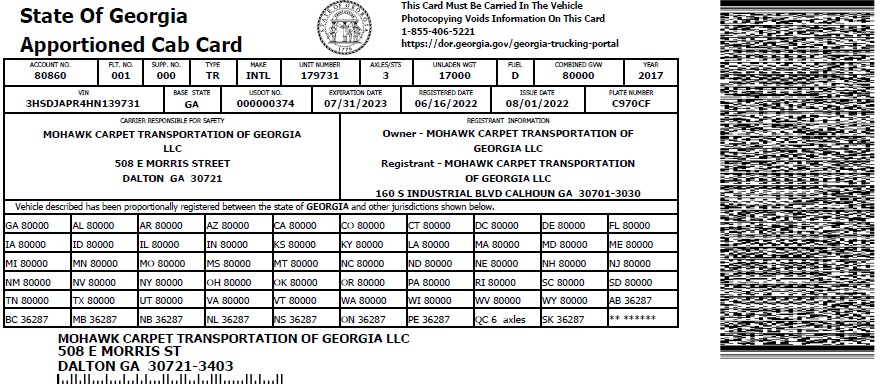 State Of Georgia
Apportioned Cab Card
STATE OF GEORGIA
1776
This Card Must Be Carried In The Vehicle
Photocopying Voids Information On This Card
1-855-406-5221
https://dor.georgia.gov/georgia-trucking-portal
ACCOUNT NO. FLT. NO. SUPP. NO. TYPE MAKE UNIT NUMBER AXLES/STS UNLADEN WGT FUEL COMBINED GVW YEAR
80860 001 000 TR INTL 179731 3 17000 D 80000 2017
VIN BASE STATE USDOT NO. EXPIRATION DATE REGISTERED DATE ISSUE DATE PLATE NUMBER
3HSDJAPR4HN139731 GA 000000374 07/31/2023 06/16/2022 08/01/2022 C970CF
CARRIER RESPONSIBLE FOR SAFETY
MOHAWK CARPET TRANSPORTATION OF GEORGIA
LLC
508 E MORRIS STREET
DALTON GA 30721
REGISTRANT INFORMATION
Owner - MOHAWK CARPET TRANSPORTATION OF
GEORGIA LLC
Registrant - MOHAWK CARPET TRANSPORTATION
OF GEORGIA LLC
160 S INDUSTRIAL BLVD CALHOUN GA 30701-3030
Vehicle described has been proportionally registered between the state of GEORGIA and other jurisdictions shown below.
GA 80000 AL 80000 AR 80000 AZ 80000 CA 80000 CO 80000 CT 80000 DC 80000 DE 80000 FL 80000
IA 80000 ID 80000 IL 80000 IN 80000 KS 80000 KY 80000 LA 80000 MA 80000 MD 80000 ME 80000
MI 80000 MN 80000 MO 80000 MS 80000 MT 80000 NC 80000 ND 80000 NE 80000 NH 80000 NJ 80000
NM 80000 NV 80000 NY 80000 OH 80000 OK 80000 OR 80000 PA 80000 RI 80000 SC 80000 SD 80000
TN 80000 TX 80000 UT 80000 VA 80000 VT 80000 WA 80000 WI 80000 WV 80000 WY 80000 AB 36287
BC 36287 MB 36287 NB 36287 NL 36287 NS 36287 ON 36287 PE 36287 QC 6 axles SK 36287 ** ******
MOHAWK CARPET TRANSPORTATION OF GEORGIA LLC
508 E MORRIS ST
DALTON GA 30721-3403